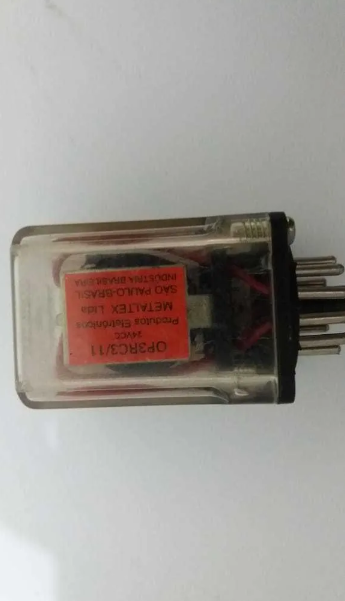 OP3RC3/11
24VCC
Produtos Eletrônicos
METALTEX Ltda
SÃO PAULO-BRASIL
INDÚSTRIA BRASILEIRA